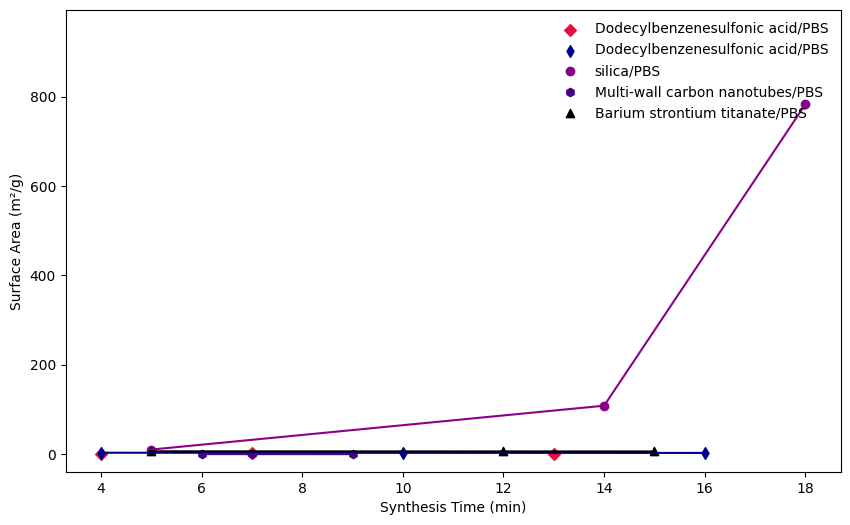 Dodecylbenzenesulfonic acid/PBS
Dodecylbenzenesulfonic acid/PBS
silica/PBS
Multi-wall carbon nanotubes/PBS
Barium strontium titanate/PBS
Surface Area (m²/g)
800
600
400
200
0
4 6 8 10 12 14 16 18
Synthesis Time (min)